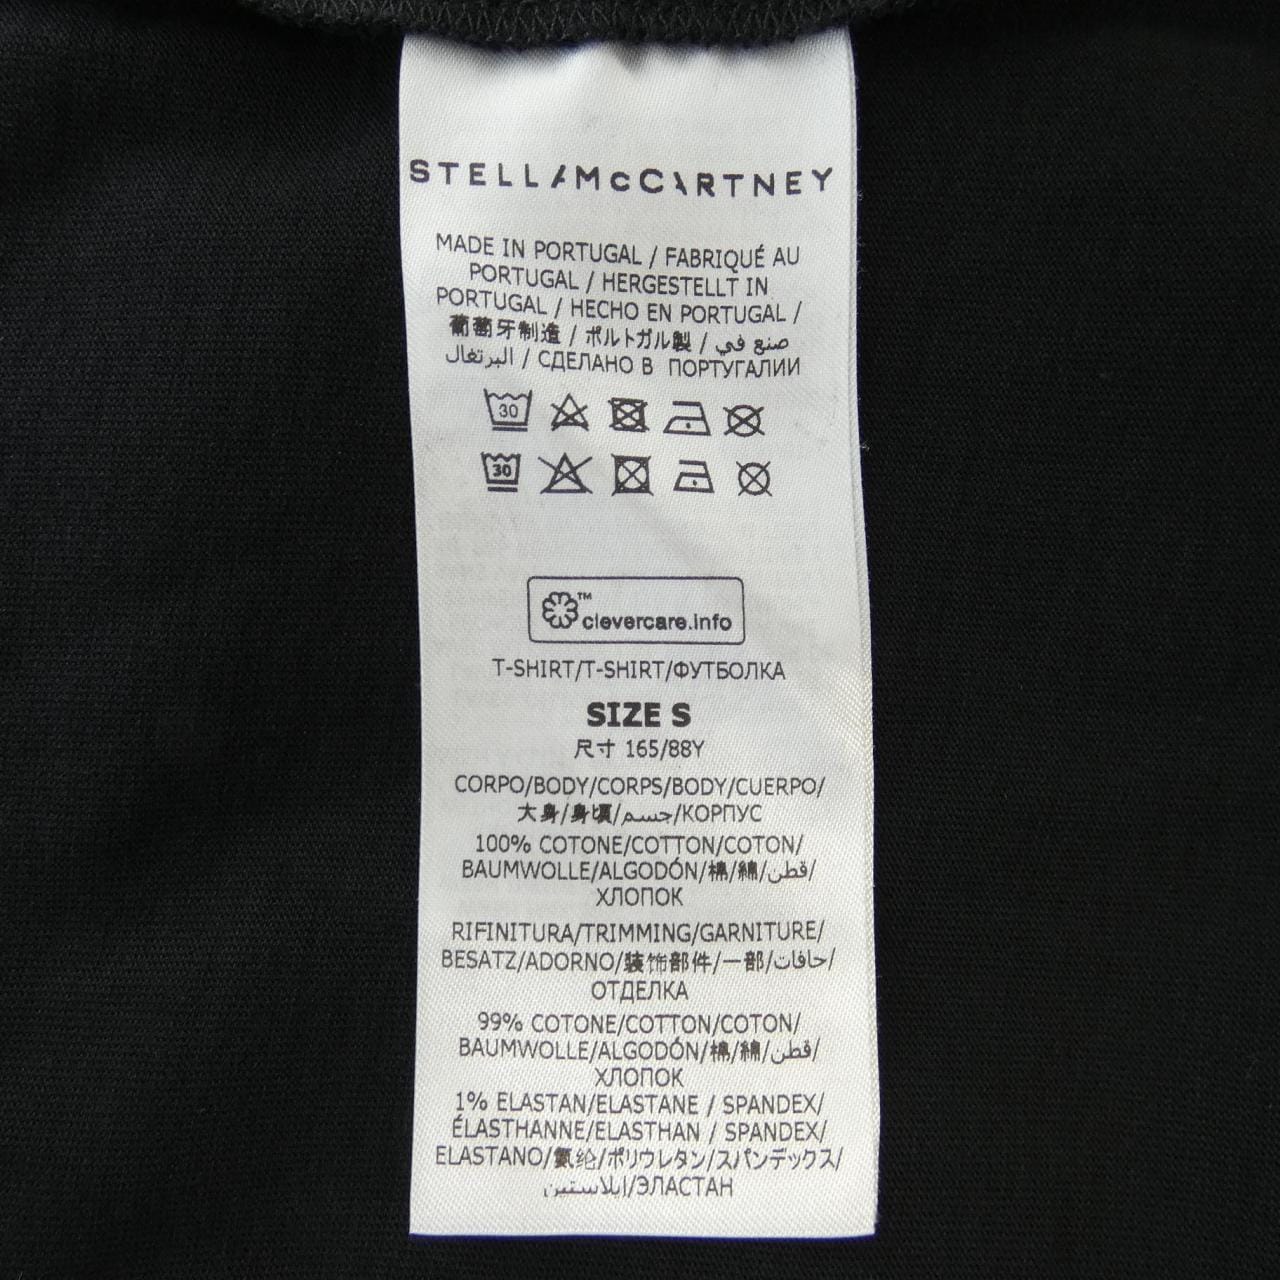 STELLA McCARTNEY
MADE IN PORTUGAL / FABRIQUÉ AU
PORTUGAL / HERGESTELLT IN
PORTUGAL / HECHO EN PORTUGAL /
葡萄牙制造 / ポルトガル製 / صنع في
البرتغال / СДЕЛАНО В ПОРТУГАЛИИ
30
30
™
clevercare.info
T-SHIRT/T-SHIRT/ФУТБОЛКА
SIZE S
尺寸 165/88Y
CORPO/BODY/CORPS/BODY/CUERPO/
大身/身頃/جسم/КОРПУС
100% COTONE/COTTON/COTON/
BAUMWOLLE/ALGODÓN/棉/綿/قطن/
ХЛОПОК
RIFINITURA/TRIMMING/GARNITURE/
BESATZ/ADORNO/装饰部件/一部/حافات/
ОТДЕЛКА
99% COTONE/COTTON/COTON/
BAUMWOLLE/ALGODÓN/棉/綿/قطن/
ХЛОПОК
1% ELASTAN/ELASTANE / SPANDEX/
ÉLASTHANNE/ELASTHAN / SPANDEX/
ELASTANO/氨纶/ポリウレタン/スパンデックス/
إيلاستين/ЭЛАСТАН